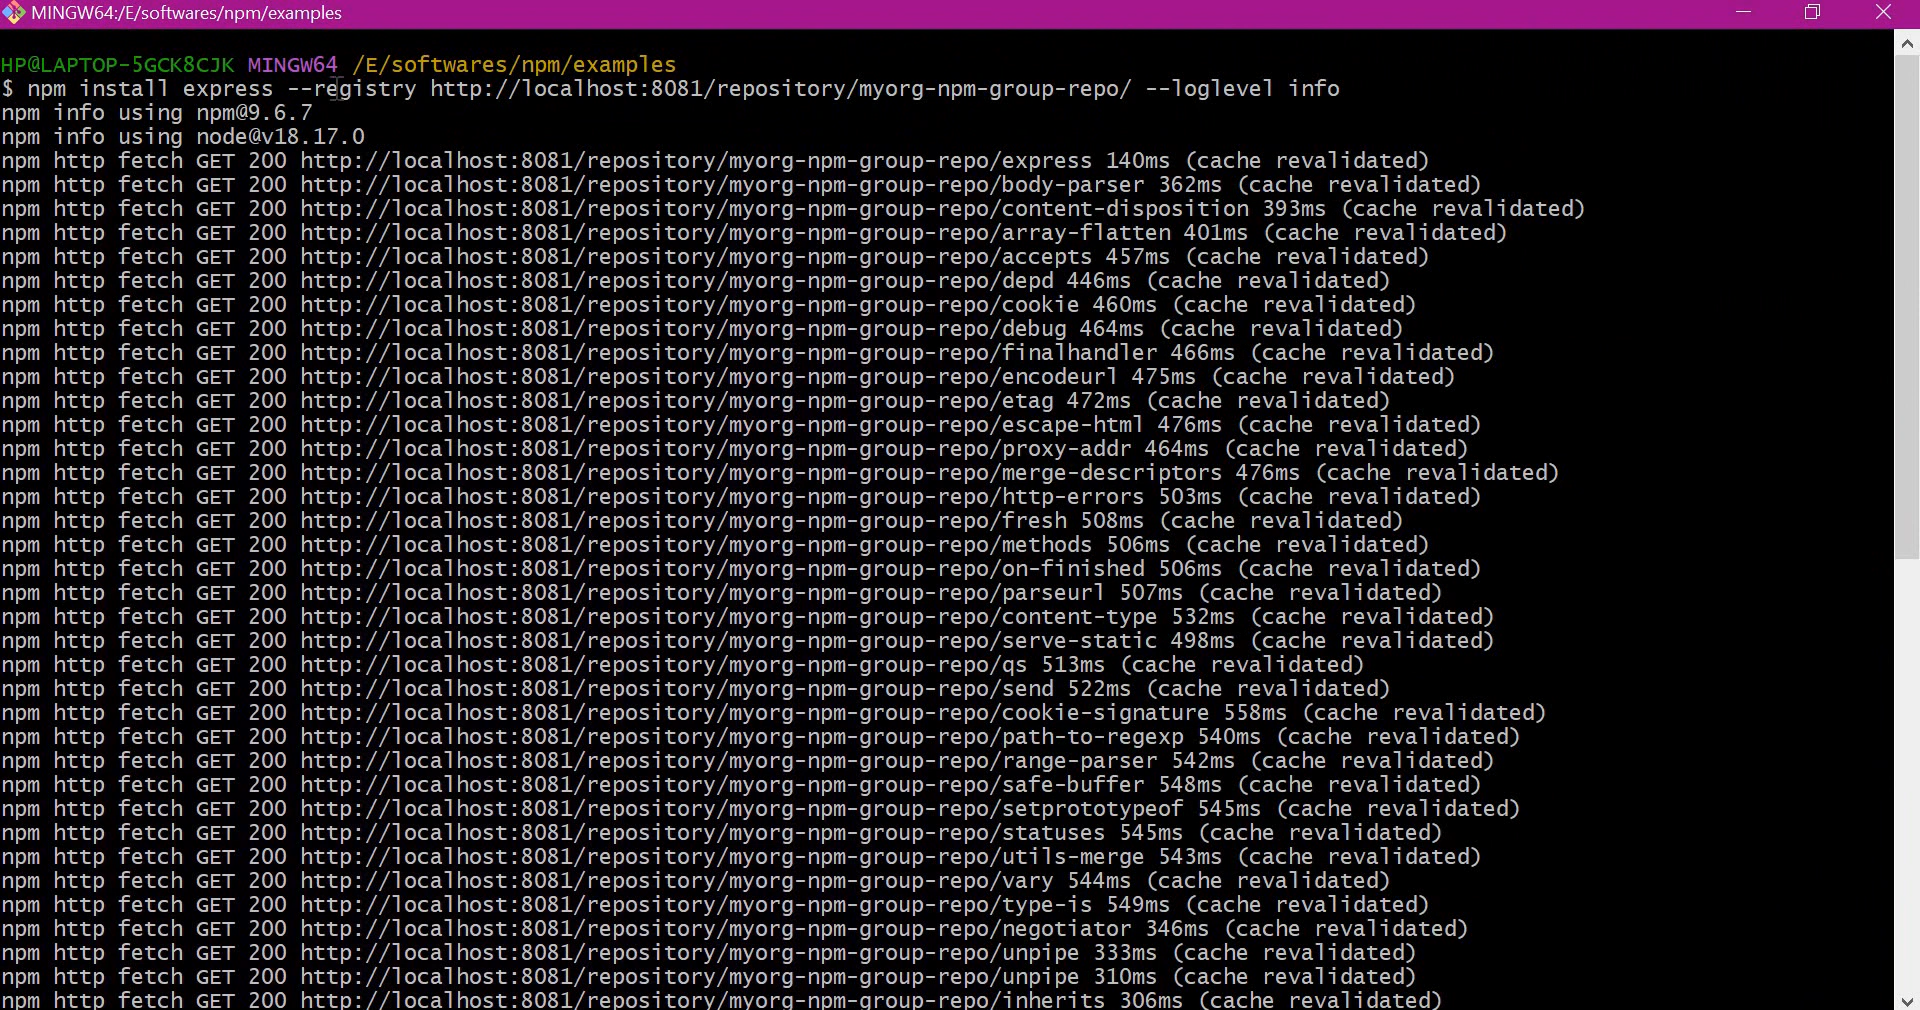 MINGW64:/E/softwares/npm/examples
HP@LAPTOP-5GCK8CJK MINGW64 /E/softwares/npm/examples
$ npm install express --registry http://localhost:8081/repository/myorg-npm-group-repo/ --loglevel info
npm info using npm@9.6.7
npm info using node@v18.17.0
npm http fetch GET 200 http://localhost:8081/repository/myorg-npm-group-repo/express 140ms (cache revalidated)
npm http fetch GET 200 http://localhost:8081/repository/myorg-npm-group-repo/body-parser 362ms (cache revalidated)
npm http fetch GET 200 http://localhost:8081/repository/myorg-npm-group-repo/content-disposition 393ms (cache revalidated)
npm http fetch GET 200 http://localhost:8081/repository/myorg-npm-group-repo/array-flatten 401ms (cache revalidated)
npm http fetch GET 200 http://localhost:8081/repository/myorg-npm-group-repo/accepts 457ms (cache revalidated)
npm http fetch GET 200 http://localhost:8081/repository/myorg-npm-group-repo/depd 446ms (cache revalidated)
npm http fetch GET 200 http://localhost:8081/repository/myorg-npm-group-repo/cookie 460ms (cache revalidated)
npm http fetch GET 200 http://localhost:8081/repository/myorg-npm-group-repo/debug 464ms (cache revalidated)
npm http fetch GET 200 http://localhost:8081/repository/myorg-npm-group-repo/finalhandler 466ms (cache revalidated)
npm http fetch GET 200 http://localhost:8081/repository/myorg-npm-group-repo/encodeurl 475ms (cache revalidated)
npm http fetch GET 200 http://localhost:8081/repository/myorg-npm-group-repo/etag 472ms (cache revalidated)
npm http fetch GET 200 http://localhost:8081/repository/myorg-npm-group-repo/escape-html 476ms (cache revalidated)
npm http fetch GET 200 http://localhost:8081/repository/myorg-npm-group-repo/proxy-addr 464ms (cache revalidated)
npm http fetch GET 200 http://localhost:8081/repository/myorg-npm-group-repo/merge-descriptors 476ms (cache revalidated)
npm http fetch GET 200 http://localhost:8081/repository/myorg-npm-group-repo/http-errors 503ms (cache revalidated)
npm http fetch GET 200 http://localhost:8081/repository/myorg-npm-group-repo/fresh 508ms (cache revalidated)
npm http fetch GET 200 http://localhost:8081/repository/myorg-npm-group-repo/methods 506ms (cache revalidated)
npm http fetch GET 200 http://localhost:8081/repository/myorg-npm-group-repo/on-finished 506ms (cache revalidated)
npm http fetch GET 200 http://localhost:8081/repository/myorg-npm-group-repo/parseurl 507ms (cache revalidated)
npm http fetch GET 200 http://localhost:8081/repository/myorg-npm-group-repo/content-type 532ms (cache revalidated)
npm http fetch GET 200 http://localhost:8081/repository/myorg-npm-group-repo/serve-static 498ms (cache revalidated)
npm http fetch GET 200 http://localhost:8081/repository/myorg-npm-group-repo/qs 513ms (cache revalidated)
npm http fetch GET 200 http://localhost:8081/repository/myorg-npm-group-repo/send 522ms (cache revalidated)
npm http fetch GET 200 http://localhost:8081/repository/myorg-npm-group-repo/cookie-signature 558ms (cache revalidated)
npm http fetch GET 200 http://localhost:8081/repository/myorg-npm-group-repo/path-to-regexp 540ms (cache revalidated)
npm http fetch GET 200 http://localhost:8081/repository/myorg-npm-group-repo/range-parser 542ms (cache revalidated)
npm http fetch GET 200 http://localhost:8081/repository/myorg-npm-group-repo/safe-buffer 548ms (cache revalidated)
npm http fetch GET 200 http://localhost:8081/repository/myorg-npm-group-repo/setprototypeof 545ms (cache revalidated)
npm http fetch GET 200 http://localhost:8081/repository/myorg-npm-group-repo/statuses 545ms (cache revalidated)
npm http fetch GET 200 http://localhost:8081/repository/myorg-npm-group-repo/utils-merge 543ms (cache revalidated)
npm http fetch GET 200 http://localhost:8081/repository/myorg-npm-group-repo/vary 544ms (cache revalidated)
npm http fetch GET 200 http://localhost:8081/repository/myorg-npm-group-repo/type-is 549ms (cache revalidated)
npm http fetch GET 200 http://localhost:8081/repository/myorg-npm-group-repo/negotiator 346ms (cache revalidated)
npm http fetch GET 200 http://localhost:8081/repository/myorg-npm-group-repo/unpipe 333ms (cache revalidated)
npm http fetch GET 200 http://localhost:8081/repository/myorg-npm-group-repo/unpipe 310ms (cache revalidated)
npm http fetch GET 200 http://localhost:8081/repository/myorg-npm-group-repo/inherits 306ms (cache revalidated)